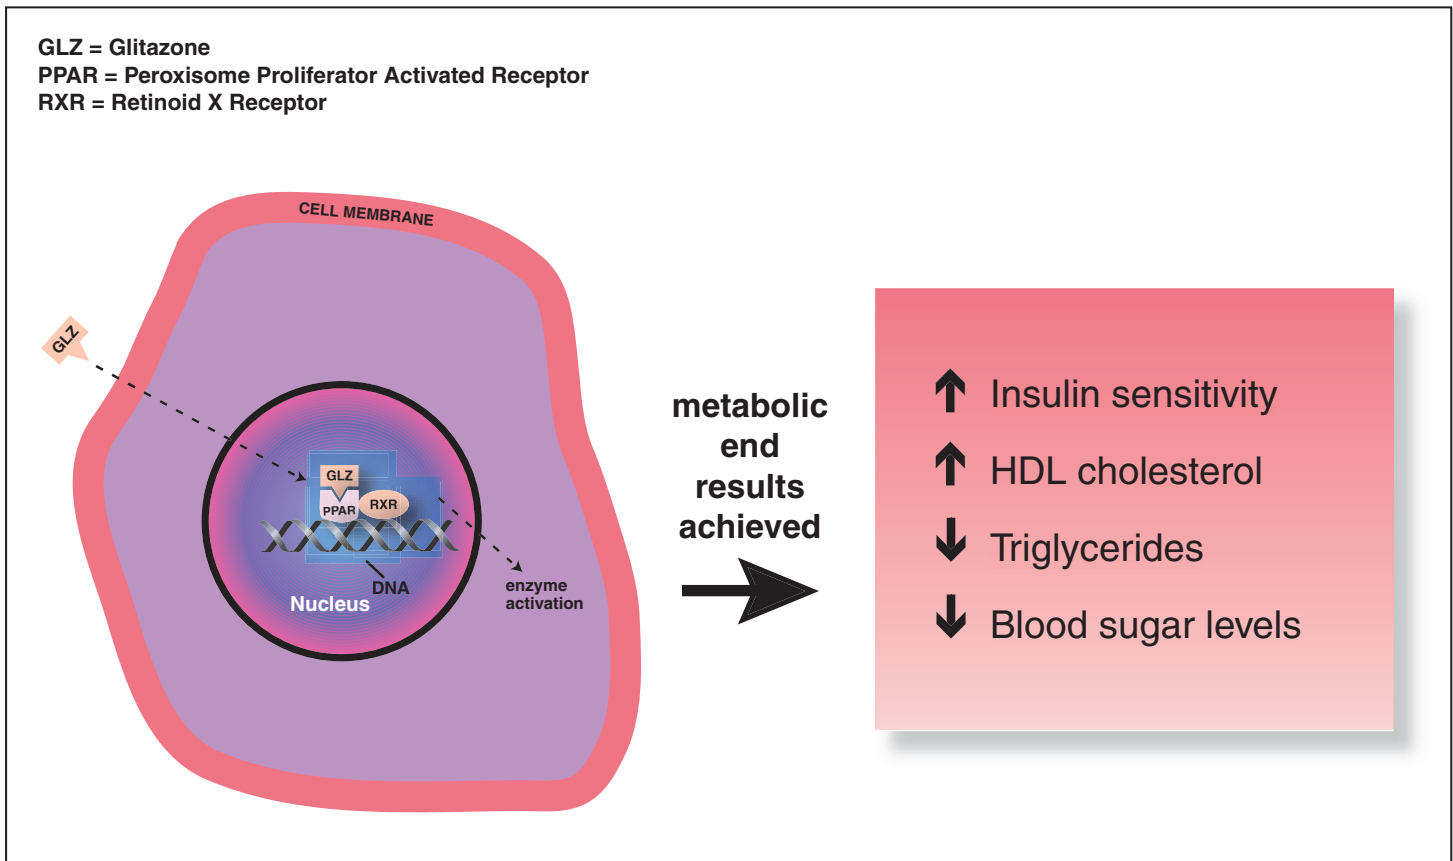 GLZ = Glitazone
PPAR = Peroxisome Proliferator Activated Receptor
RXR = Retinoid X Receptor
CELL MEMBRANE
GLZ
GLZ
PPAR
RXR
DNA
Nucleus
enzyme
activation
metabolic
end
results
achieved
↑ Insulin sensitivity
↑ HDL cholesterol
↓ Triglycerides
↓ Blood sugar levels